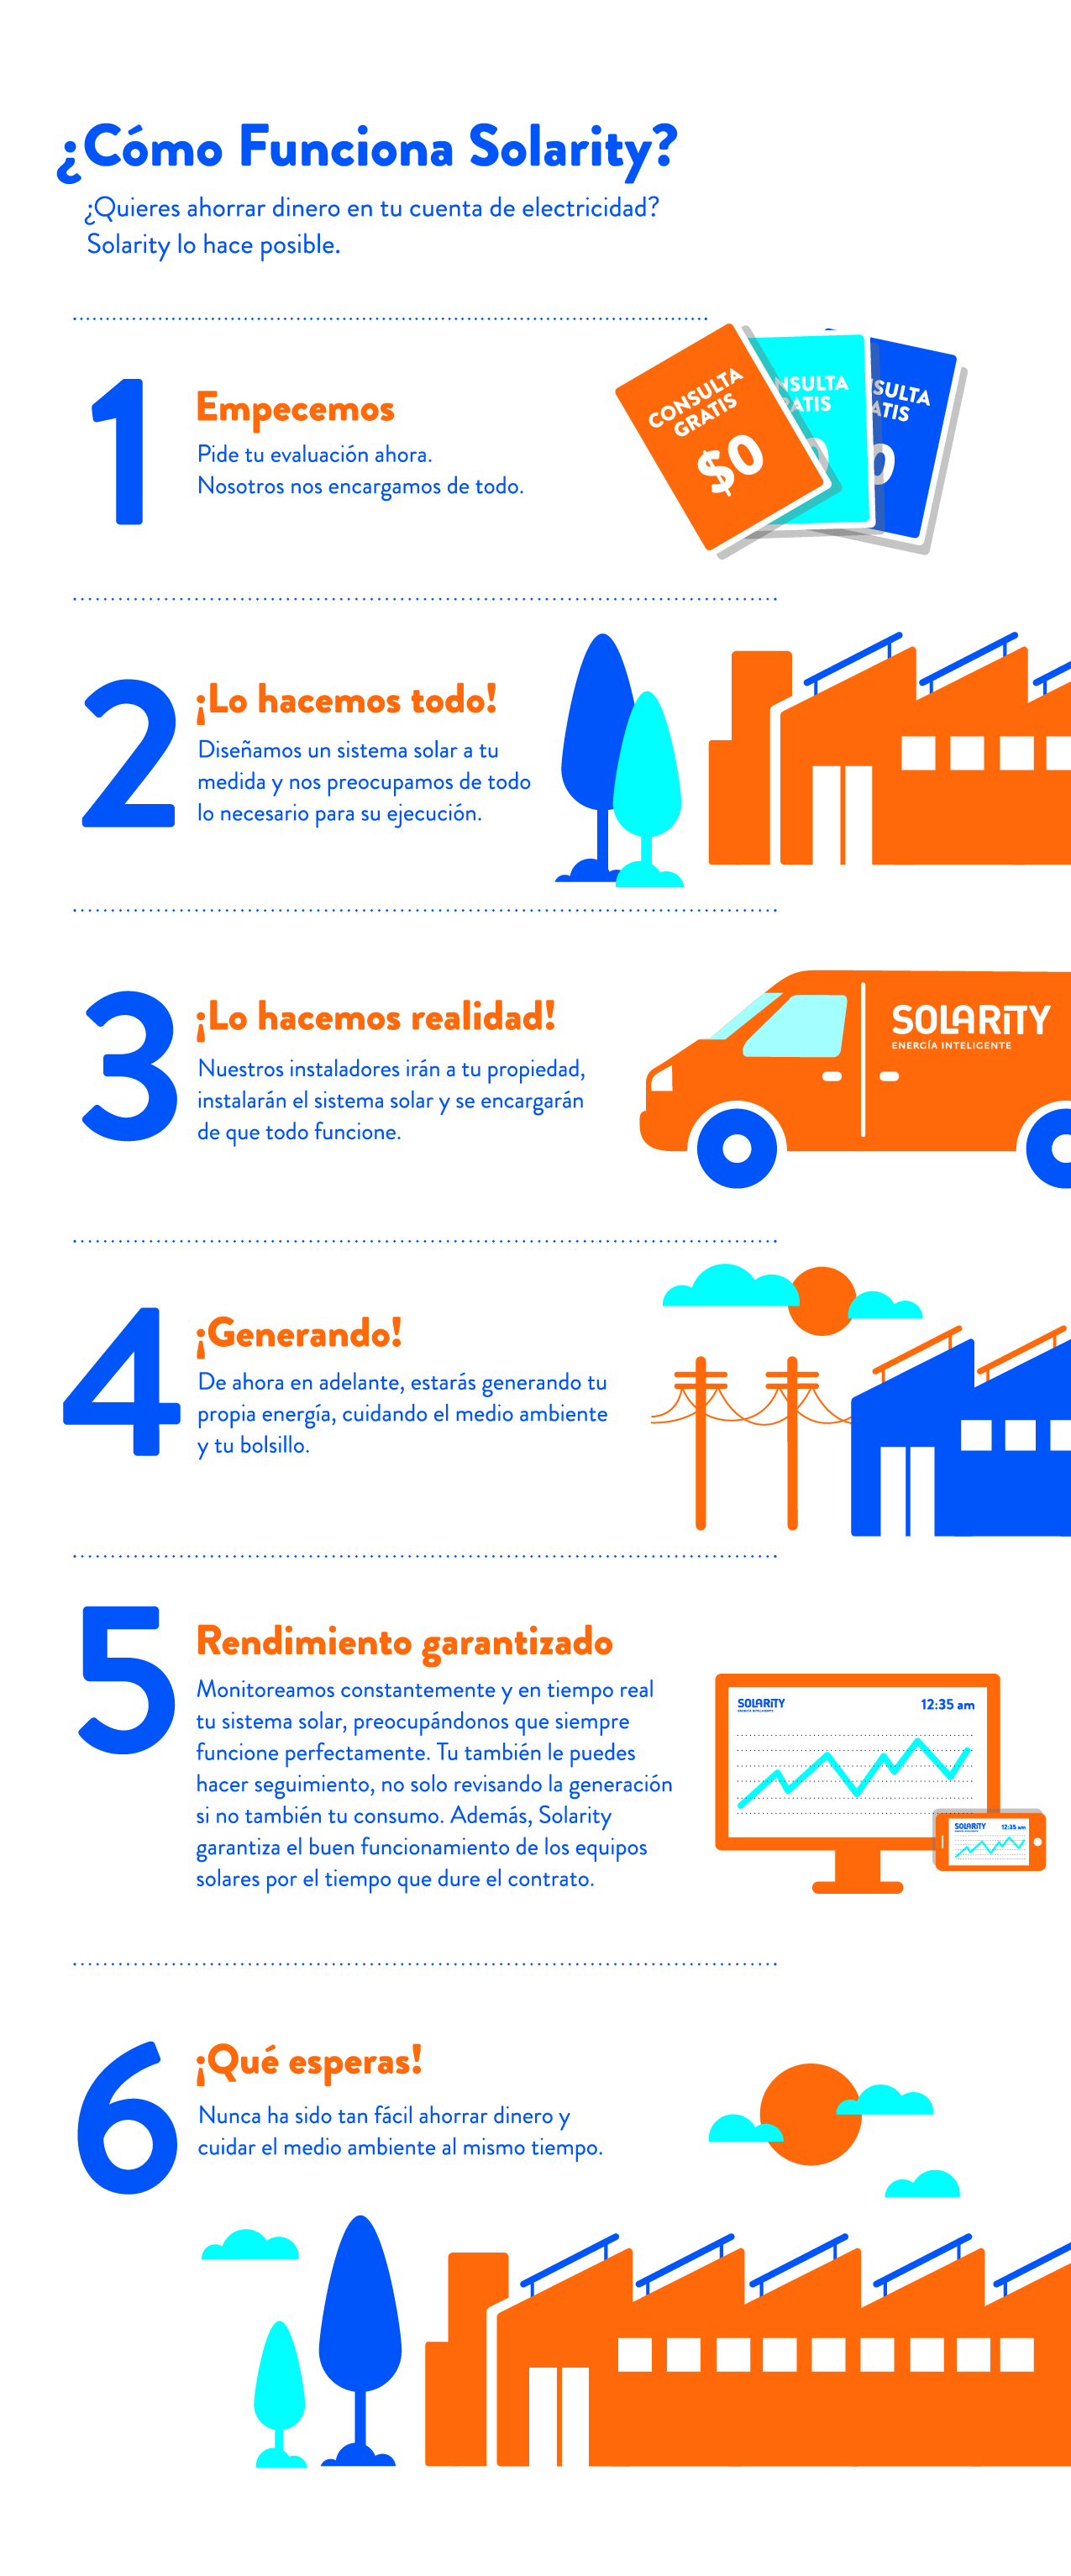 ¿Cómo Funciona Solarity?
¿Quieres ahorrar dinero en tu cuenta de electricidad?
Solarity lo hace posible.
1
Empecemos
Pide tu evaluación ahora.
Nosotros nos encargamos de todo.
CONSULTA
GRATIS
$0
NSULTA
ATIS
0
SULTA
ATIS
0
2
¡Lo hacemos todo!
Diseñamos un sistema solar a tu
medida y nos preocupamos de todo
lo necesario para su ejecución.
3
¡Lo hacemos realidad!
Nuestros instaladores irán a tu propiedad,
instalarán el sistema solar y se encargarán
de que todo funcione.
SOLARiTY
ENERGÍA INTELIGENTE
4
¡Generando!
De ahora en adelante, estarás generando tu
propia energía, cuidando el medio ambiente
y tu bolsillo.
5
Rendimiento garantizado
Monitoreamos constantemente y en tiempo real
tu sistema solar, preocupándonos que siempre
funcione perfectamente. Tu también le puedes
hacer seguimiento, no solo revisando la generación
si no también tu consumo. Además, Solarity
garantiza el buen funcionamiento de los equipos
solares por el tiempo que dure el contrato.
SOLARiTY
ENERGÍA INTELIGENTE
12:35 am
SOLARiTY
12:35 am
6
¡Qué esperas!
Nunca ha sido tan fácil ahorrar dinero y
cuidar el medio ambiente al mismo tiempo.